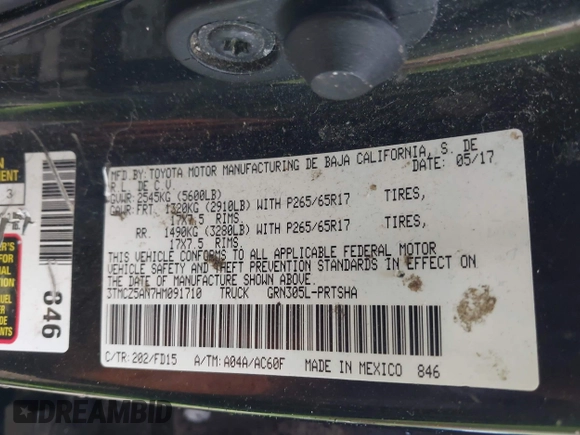 MFD.BY:TOYOTA MOTOR MANUFACTURING DE BAJA CALIFORNIA, S. DE
R.L. DE C.V. DATE: 05/17
GVWR:2545KG (5600LB)
GAWR:FRT. 1320KG (2910LB) WITH P265/65R17 TIRES,
17X7.5 RIMS
RR. 1490KG (3280LB) WITH P265/65R17 TIRES,
17X7.5 RIMS.
THIS VEHICLE CONFORMS TO ALL APPLICABLE FEDERAL MOTOR
VEHICLE SAFETY AND THEFT PREVENTION STANDARDS IN EFFECT ON
THE DATE OF MANUFACTURE SHOWN ABOVE.
3TMCZ5AN7HM091710 TRUCK GRN305L-PRTSHA
C/TR:202/FD15 A/TM:A04A/AC60F MADE IN MEXICO 846
846
3
DREAMBID